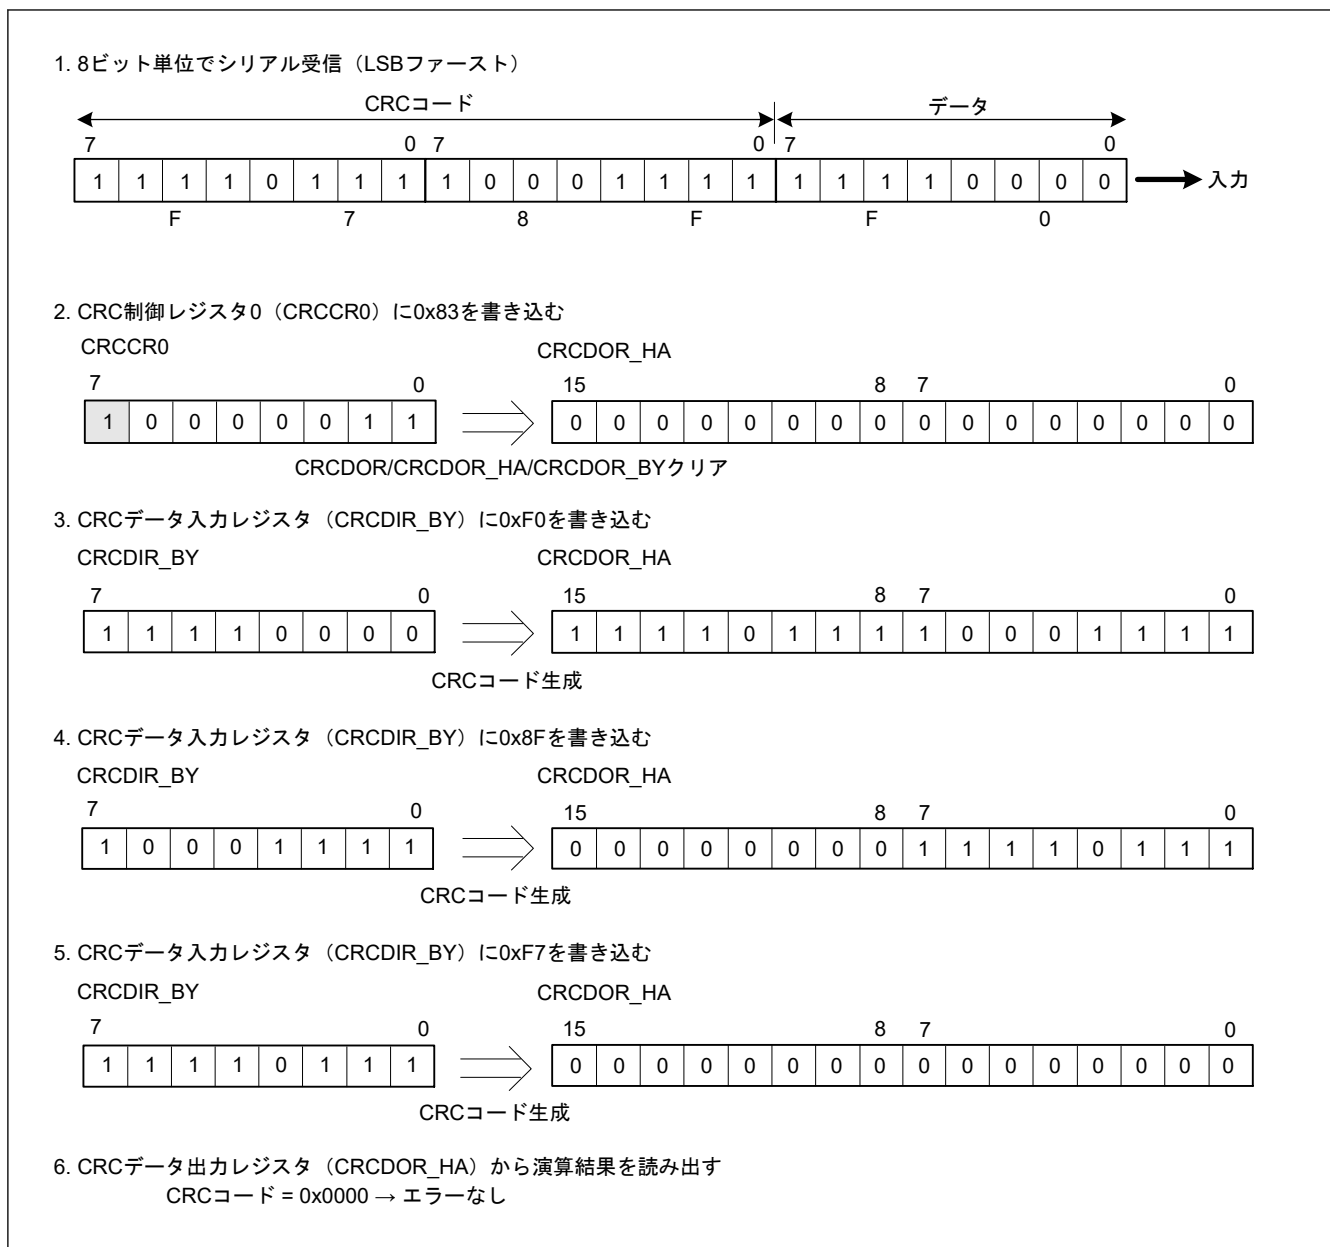 1. 8ビット単位でシリアル受信（LSBファースト）
CRCコード データ
7 0 7 0 7 0
1 1 1 1 0 1 1 1 1 0 0 0 1 1 1 1 1 1 1 1 0 0 0 0 入力
F 7 8 F F 0
2. CRC制御レジスタ0（CRCCR0）に0x83を書き込む
CRCCR0 CRCDOR_HA
7 0 15 8 7 0
1 0 0 0 0 0 1 1 0 0 0 0 0 0 0 0 0 0 0 0 0 0 0 0
CRCDOR/CRCDOR_HA/CRCDOR_BYクリア
3. CRCデータ入力レジスタ（CRCDIR_BY）に0xF0を書き込む
CRCDIR_BY CRCDOR_HA
7 0 15 8 7 0
1 1 1 1 0 0 0 0 1 1 1 1 0 1 1 1 1 0 0 0 1 1 1 1
CRCコード生成
4. CRCデータ入力レジスタ（CRCDIR_BY）に0x8Fを書き込む
CRCDIR_BY CRCDOR_HA
7 0 15 8 7 0
1 0 0 0 1 1 1 1 0 0 0 0 0 0 0 0 1 1 1 1 0 1 1 1
CRCコード生成
5. CRCデータ入力レジスタ（CRCDIR_BY）に0xF7を書き込む
CRCDIR_BY CRCDOR_HA
7 0 15 8 7 0
1 1 1 1 0 1 1 1 0 0 0 0 0 0 0 0 0 0 0 0 0 0 0 0
CRCコード生成
6. CRCデータ出力レジスタ（CRCDOR_HA）から演算結果を読み出す
CRCコード = 0x0000 → エラーなし